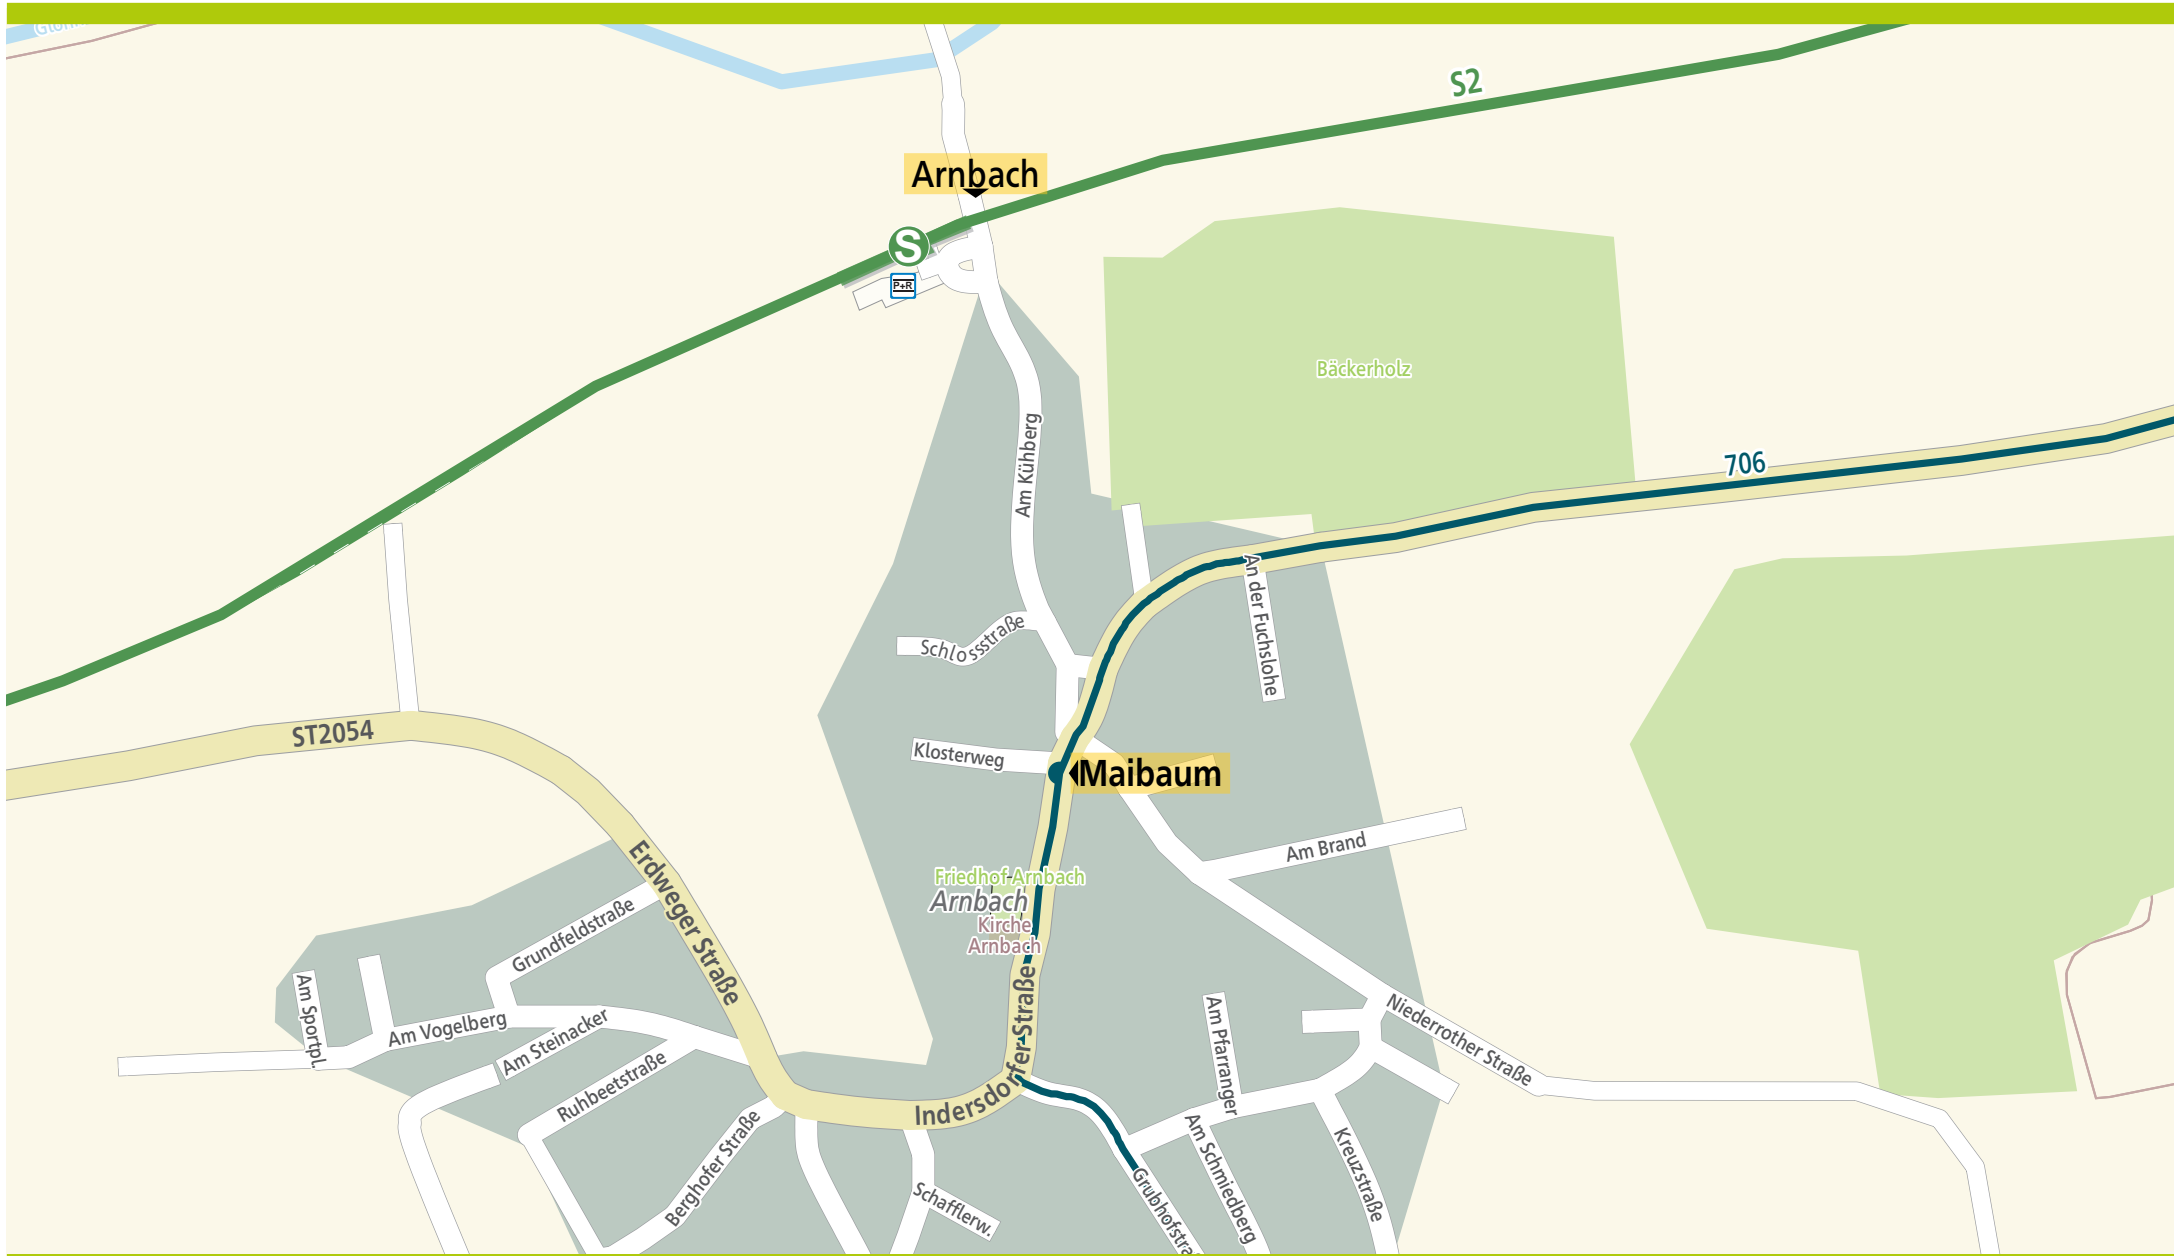 S2
Arnbach
S
P+R
Bäckerholz
Am Kühberg
706
An der Fuchslohe
Schlossstraße
ST2054
Klosterweg
Maibaum
Erdweger Straße
Am Brand
Friedhof Arnbach
Arnbach
Kirche
Arnbach
Grundfeldstraße
Am Sportpl.
Am Vogelberg
Am Steinacker
Indersdorfer Straße
Am Pfarranger
Niederrother Straße
Ruhbeetstraße
Berghofer Straße
Schafflerw.
Am Schmiedberg
Kreuzstraße